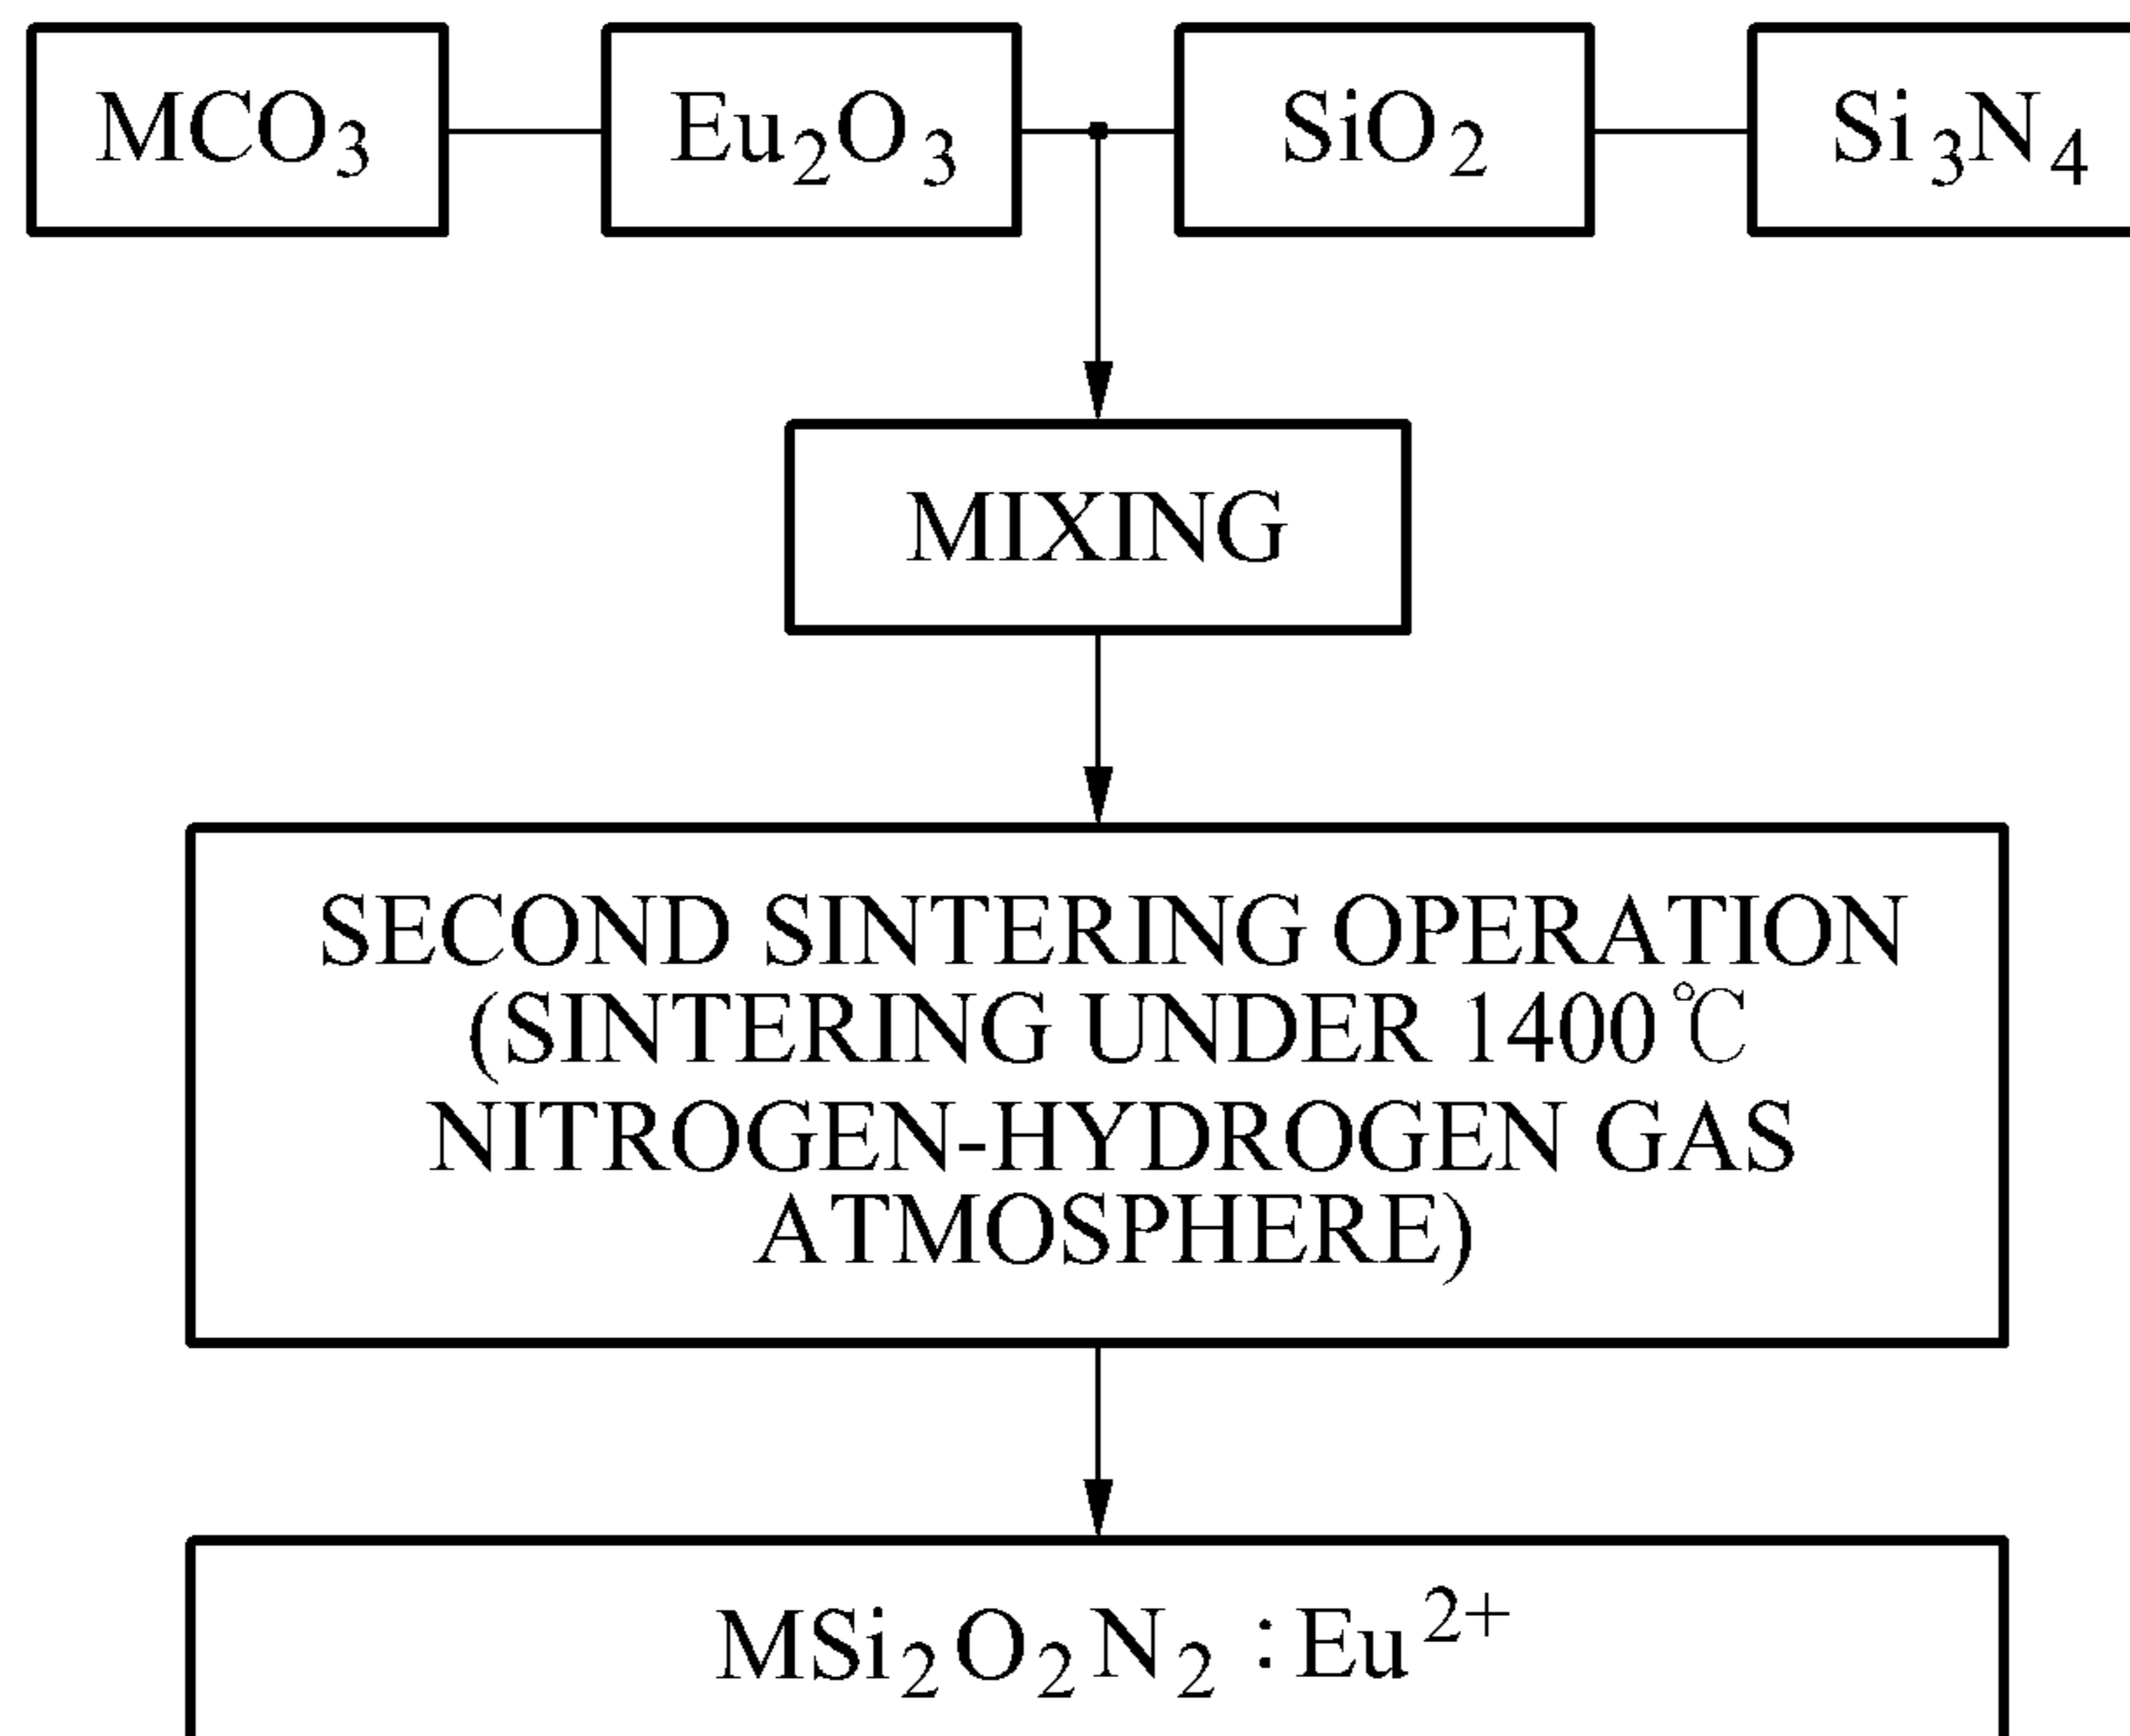 MCO₃ Eu₂O₃ SiO₂ Si₃N₄
MIXING
SECOND SINTERING OPERATION
(SINTERING UNDER 1400℃
NITROGEN-HYDROGEN GAS
ATMOSPHERE)
MSi₂O₂N₂ :Eu²⁺